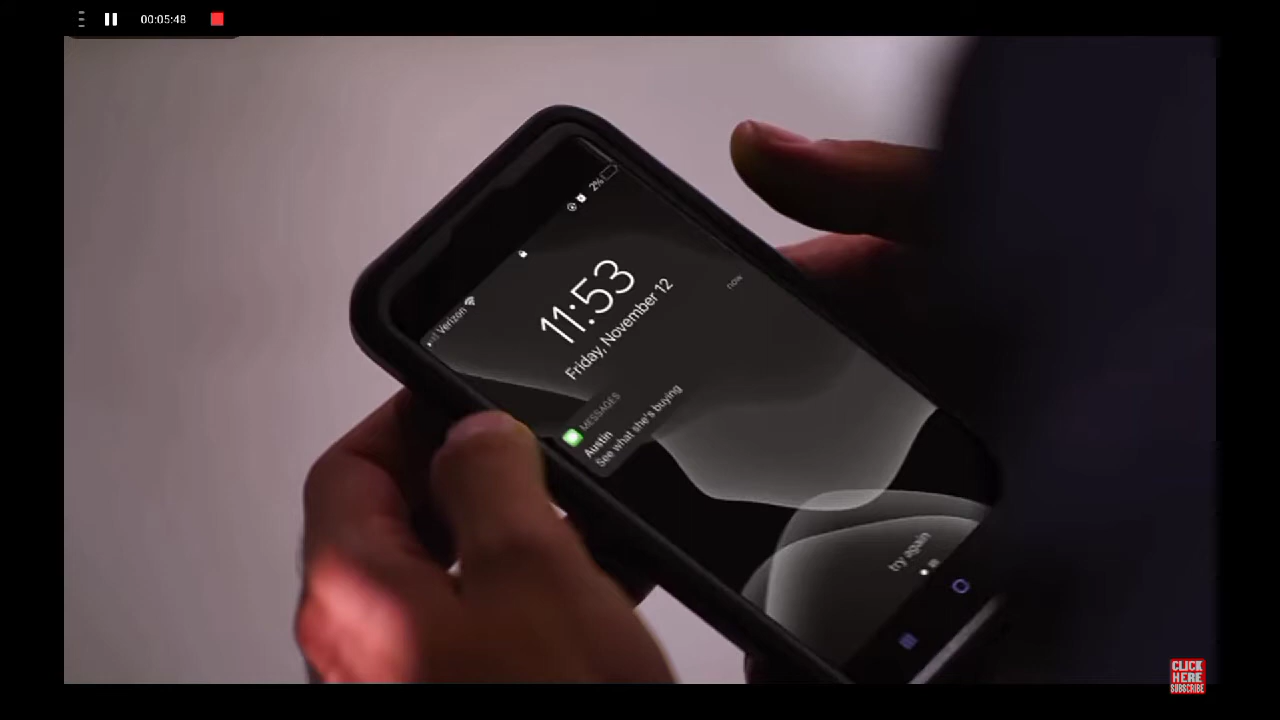 00:05:48
2%
Verizon
11:53
Friday, November 12
now
MESSAGES
Austin
See what she's buying
try again
CLICK
HERE
SUBSCRIBE